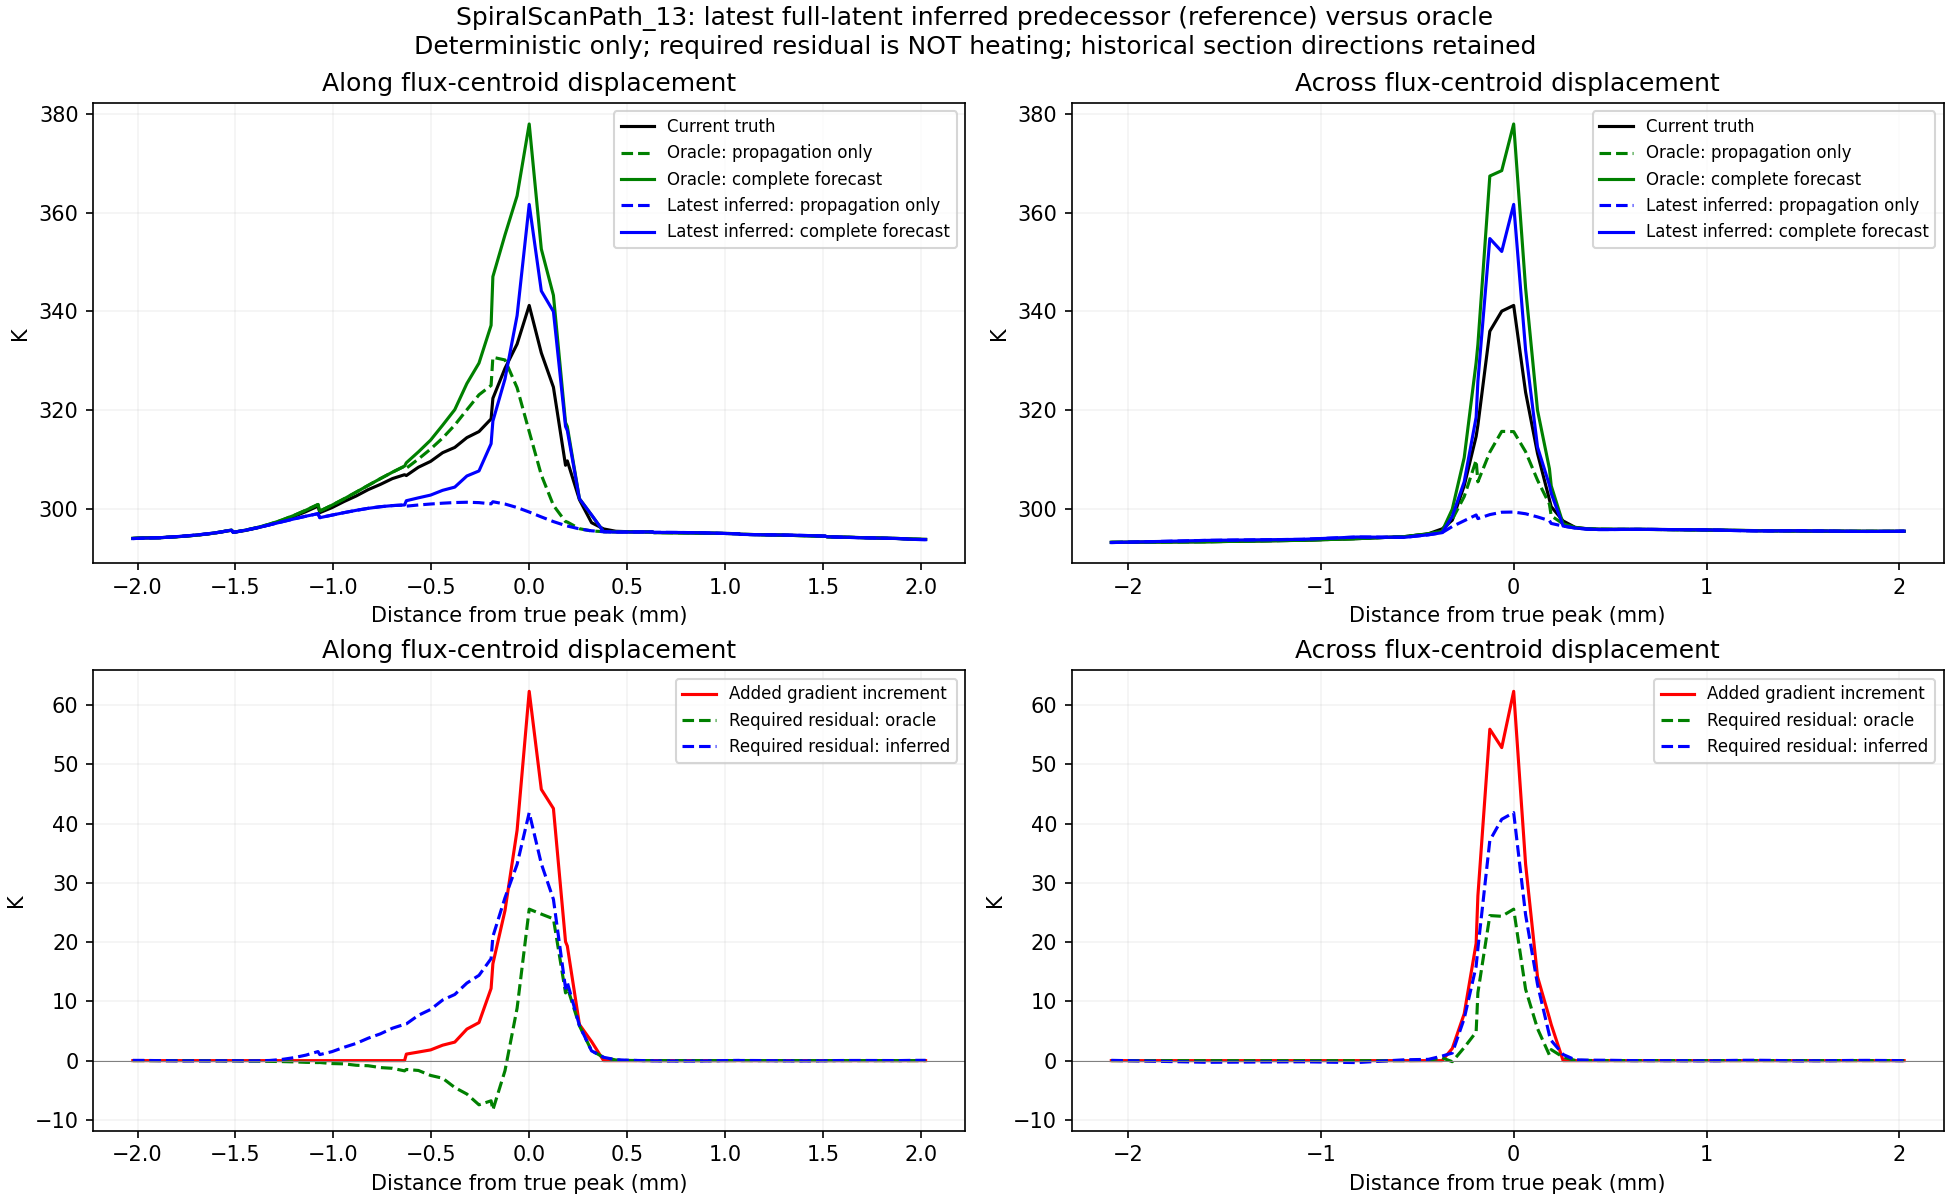 SpiralScanPath_13: latest full-latent inferred predecessor (reference) versus oracle
Deterministic only; required residual is NOT heating; historical section directions retained
Along flux-centroid displacement
380
360
340
320
300
K
−2.0
−1.5
−1.0
−0.5
0.0
0.5
1.0
1.5
2.0
Distance from true peak (mm)
Current truth
Oracle: propagation only
Oracle: complete forecast
Latest inferred: propagation only
Latest inferred: complete forecast
Across flux-centroid displacement
380
360
340
320
300
K
−2
−1
0
1
2
Distance from true peak (mm)
Current truth
Oracle: propagation only
Oracle: complete forecast
Latest inferred: propagation only
Latest inferred: complete forecast
Along flux-centroid displacement
60
50
40
30
20
10
0
−10
K
−2.0
−1.5
−1.0
−0.5
0.0
0.5
1.0
1.5
2.0
Distance from true peak (mm)
Added gradient increment
Required residual: oracle
Required residual: inferred
Across flux-centroid displacement
60
50
40
30
20
10
0
−10
K
−2
−1
0
1
2
Distance from true peak (mm)
Added gradient increment
Required residual: oracle
Required residual: inferred